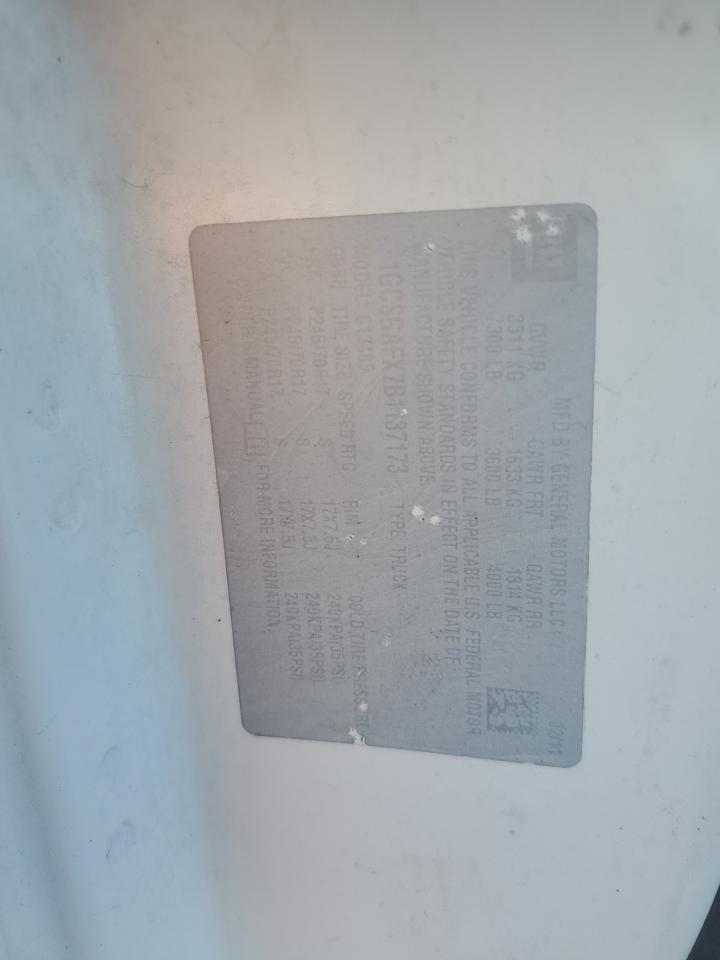 GM
MFD BY GENERAL MOTORS LLC 02/11
GVWR GAWR FRT GAWR RR
3311 KG 1633 KG 1814 KG
7300 LB 3600 LB 4000 LB
THIS VEHICLE CONFORMS TO ALL APPLICABLE U.S. FEDERAL MOTOR
VEHICLE SAFETY STANDARDS IN EFFECT ON THE DATE OF
MANUFACTURE SHOWN ABOVE.
1GCSGAFX7B1137173 TYPE: TRUCK
MODEL: G13405
TIRE SIZE SPEED RTG RIM COLD TIRE PRESSURE
P245/70R17 S 17X7.5J 240KPA(35PSI)
P245/70R17 S 17X7.5J 240KPA(35PSI)
P245/70R17 S 17X7.5J 240KPA(35PSI)
MANUAL FOR MORE INFORMATION.